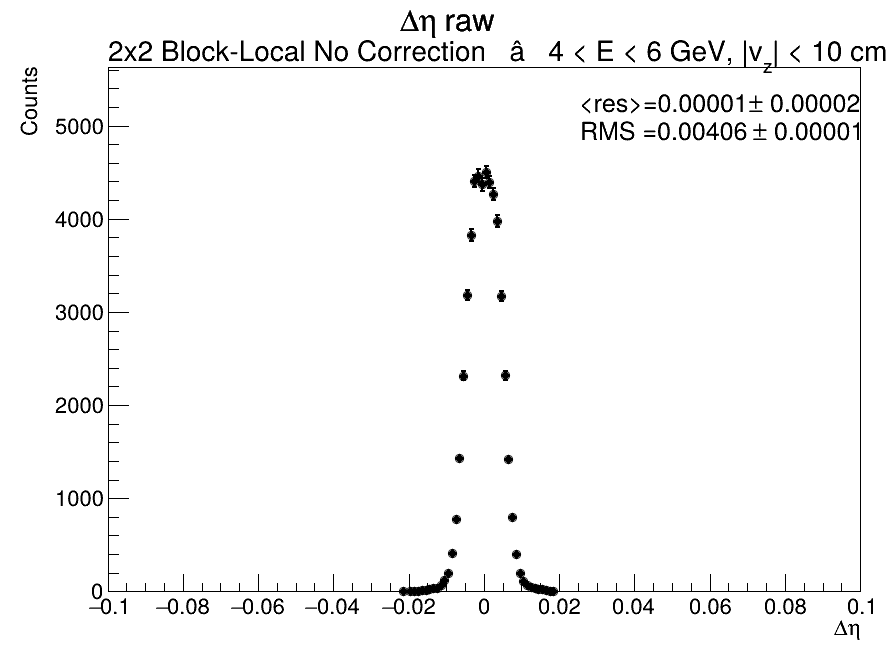 Δη raw
2x2 Block-Local No Correction â 4 < E < 6 GeV, |v_z| < 10 cm
Counts
<res>=0.00001± 0.00002
RMS =0.00406± 0.00001
5000
4000
3000
2000
1000
0
−0.1 −0.08 −0.06 −0.04 −0.02 0 0.02 0.04 0.06 0.08 0.1
Δη